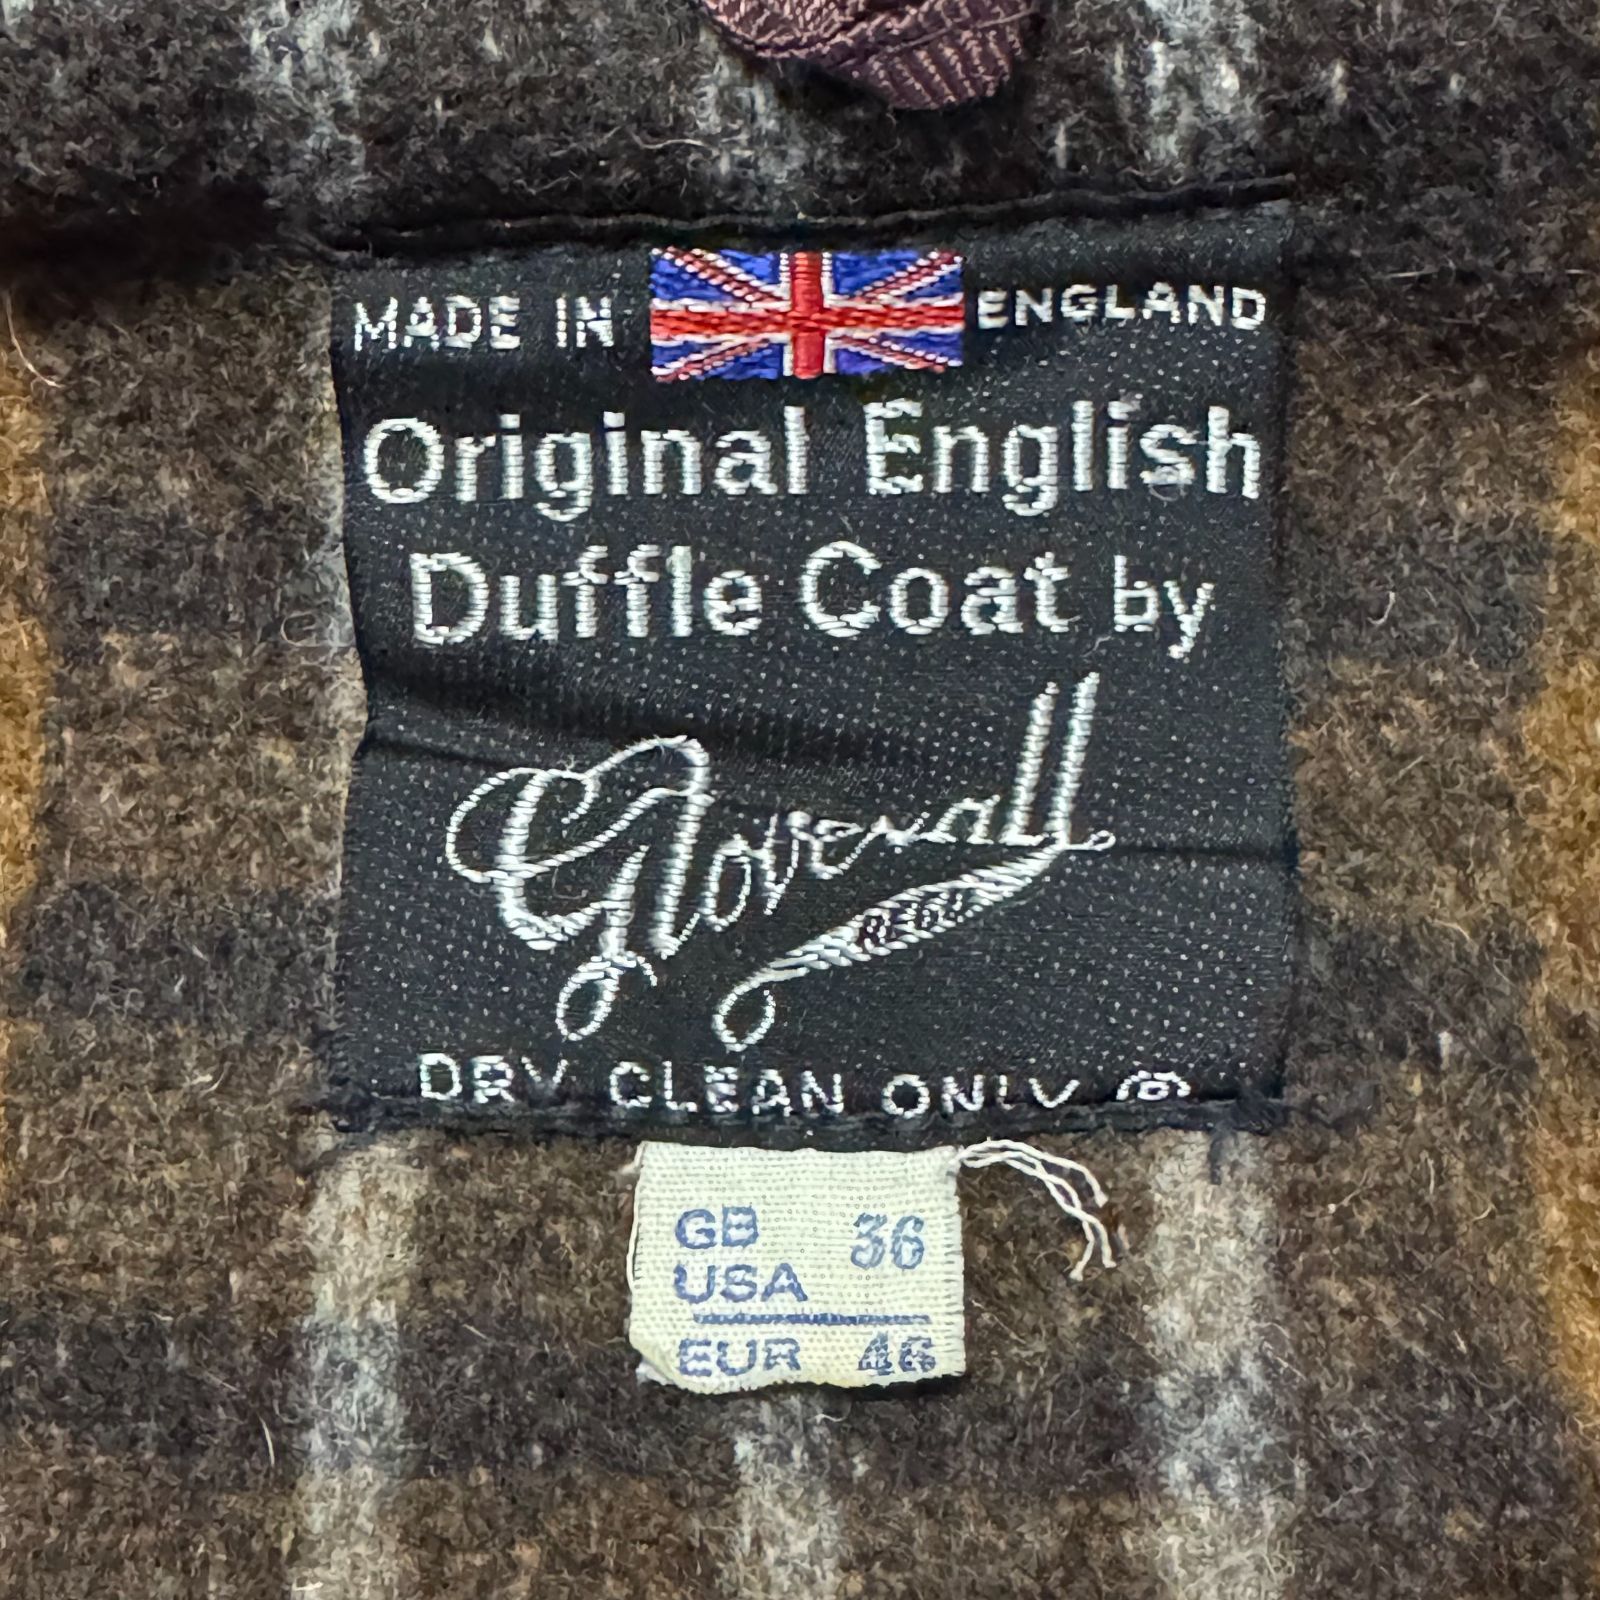 MADE IN ENGLAND
Original English
Duffle Coat by
Gloverall
REGD.
DRY CLEAN ONLY
GB 36
USA
EUR 46